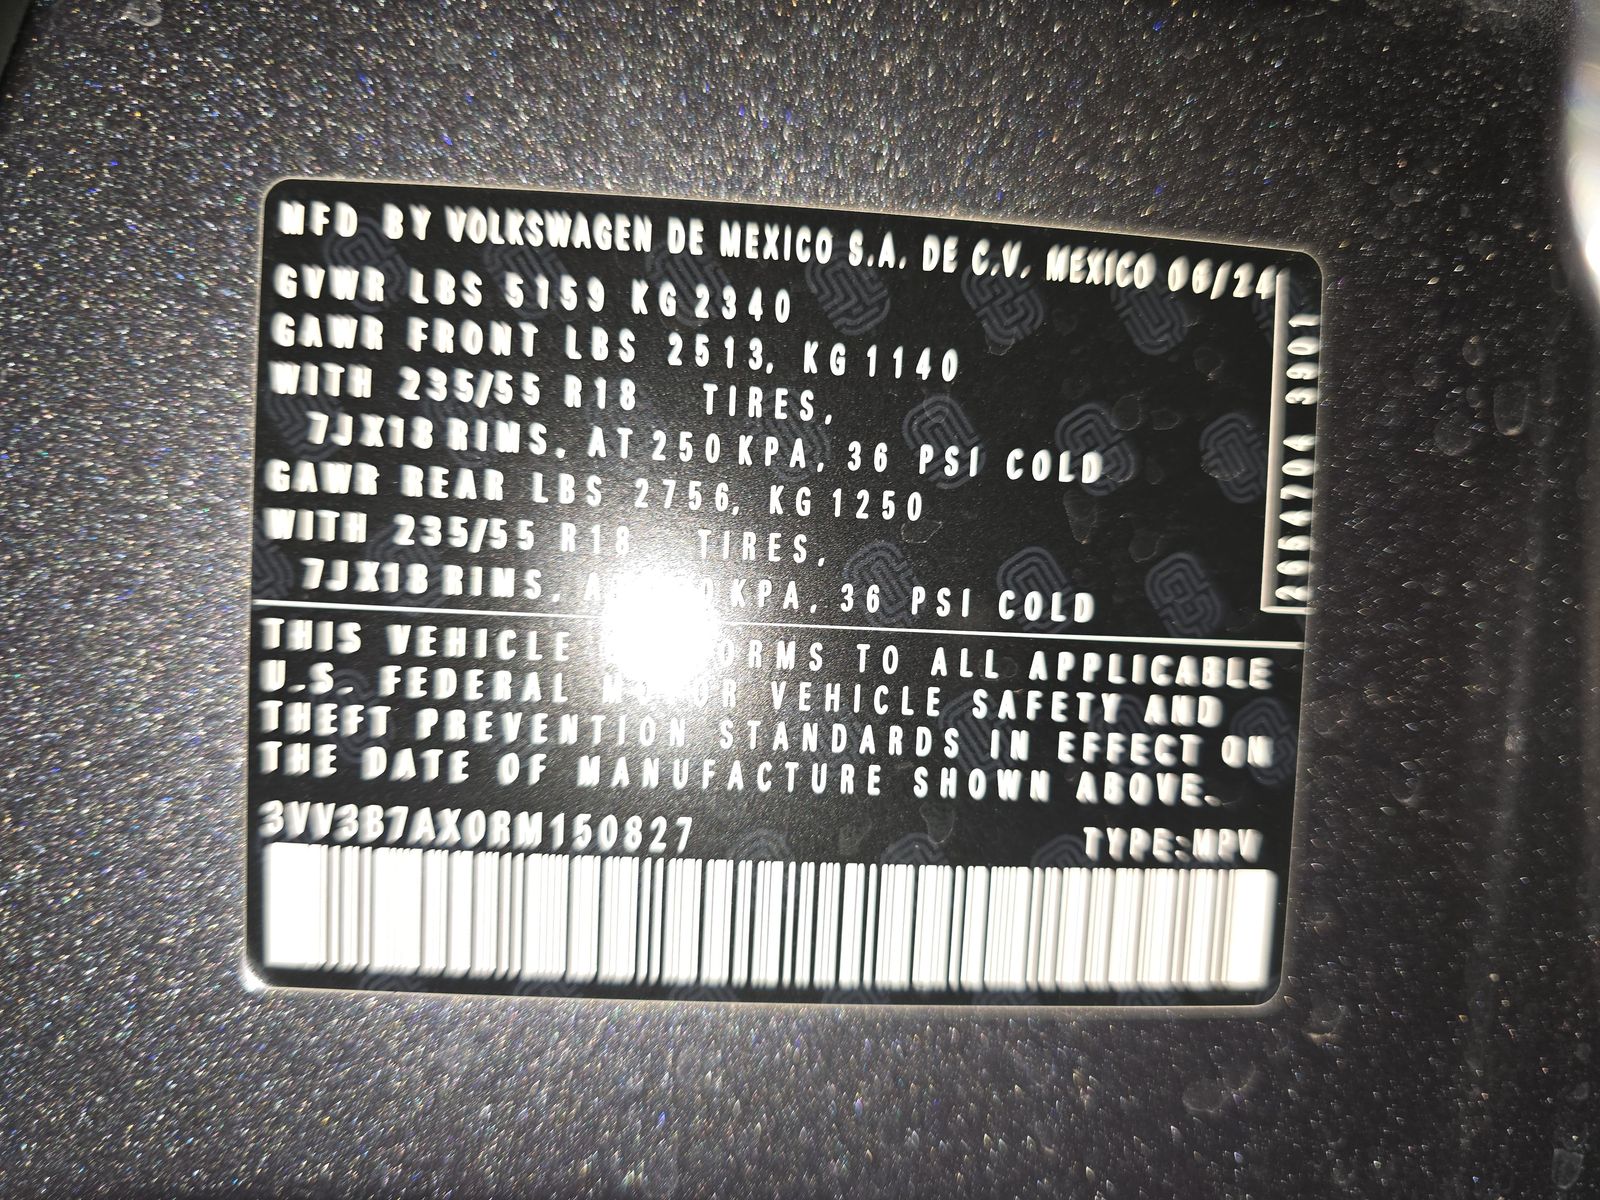 MFD BY VOLKSWAGEN DE MEXICO S.A. DE C.V. MEXICO 06/24
GVWR LBS 5159 KG 2340
GAWR FRONT LBS 2513, KG 1140
WITH 235/55 R18 TIRES,
7JX18 RIMS, AT 250 KPA, 36 PSI COLD
GAWR REAR LBS 2756, KG 1250
WITH 235/55 R18 TIRES,
7JX18 RIMS, KPA, 36 PSI COLD
THIS VEHICLE TO ALL APPLICABLE
U.S. FEDERAL MOTOR VEHICLE SAFETY AND
THEFT PREVENTION STANDARDS IN EFFECT ON
THE DATE OF MANUFACTURE SHOWN ABOVE.
3VV3B7AX0RM150827 TYPE:MPV
3901